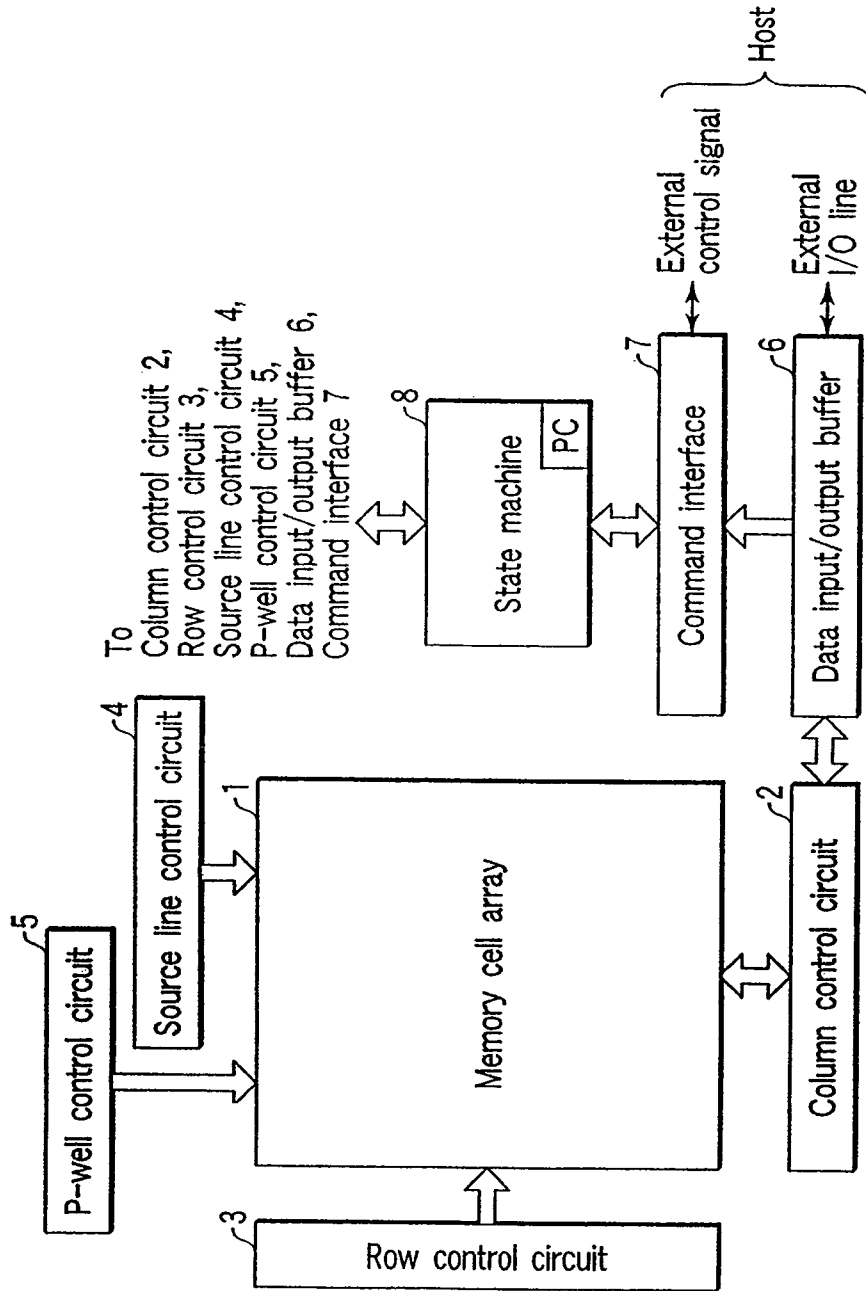 P-well control circuit
5
Source line control circuit
4
To
Column control circuit 2,
Row control circuit 3,
Source line control circuit 4,
P-well control circuit 5,
Data input/output buffer 6,
Command interface 7
3
Row control circuit
1
Memory cell array
8
State machine
PC
7
Command interface
External
control signal
2
Column control circuit
6
Data input/output buffer
External
I/O line
Host